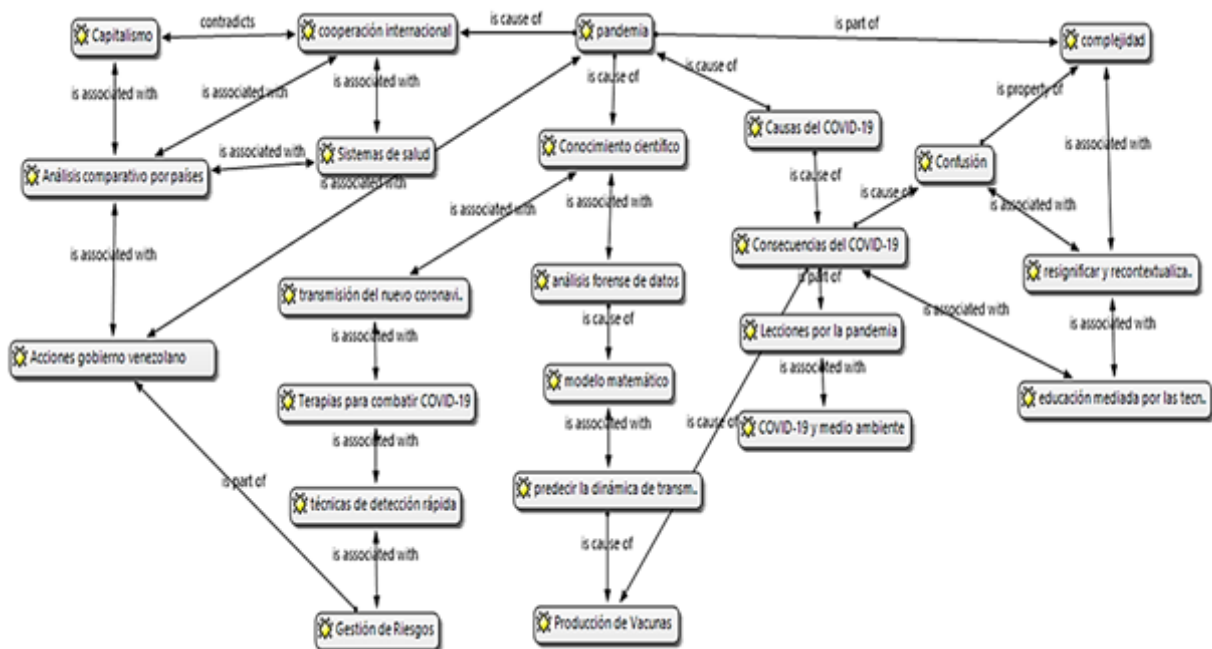 contradicts
is cause of
is part of
Capitalismo
cooperación internacional
pandemia
complejidad
is associated with
is associated with
is associated with
is cause of
is cause of
is property of
Causas del COVID-19
is associated with
Sistemas de salud
Conocimiento científico
Confusión
is associated with
Análisis comparativo por países
is associated with
is associated with
is associated with
is cause of
is cause of
is associated with
is associated with
Consecuencias del COVID-19
resignificar y recontextualiza..
transmisión del nuevo coronavi..
análisis forense de datos
is part of
is associated with
is associated with
is associated with
is cause of
Lecciones por la pandemia
Acciones gobierno venezolano
is associated with
modelo matemático
Terapias para combatir COVID-19
educación mediada por las tecn..
is cause of
COVID-19 y medio ambiente
is associated with
is associated with
is part of
técnicas de detección rápida
predecir la dinámica de transm..
is associated with
is cause of
Gestión de Riesgos
Producción de Vacunas